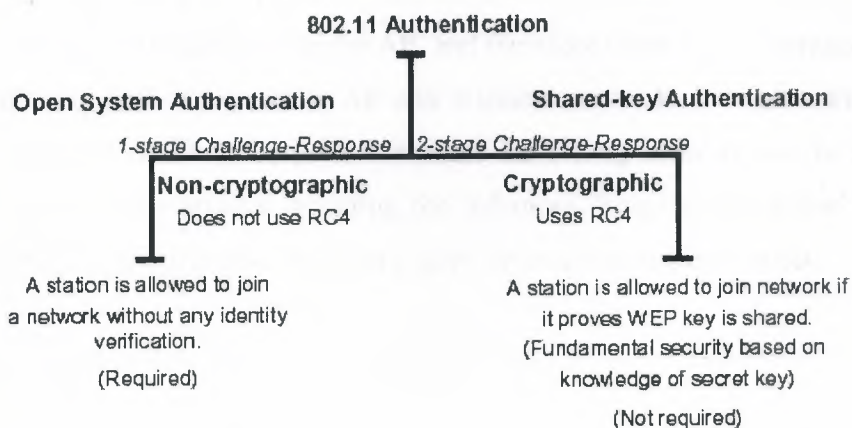 802.11 Authentication
Open System Authentication
1-stage Challenge-Response
Non-cryptographic
Does not use RC4
A station is allowed to join
a network without any identity
verification.
(Required)
Shared-key Authentication
2-stage Challenge-Response
Cryptographic
Uses RC4
A station is allowed to join network if
it proves WEP key is shared.
(Fundamental security based on
knowledge of secret key)
(Not required)